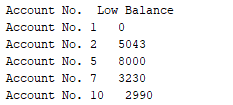 Account No.  Low Balance
Account No. 1   0
Account No. 2   5043
Account No. 5   8000
Account No. 7   3230
Account No. 10   2990